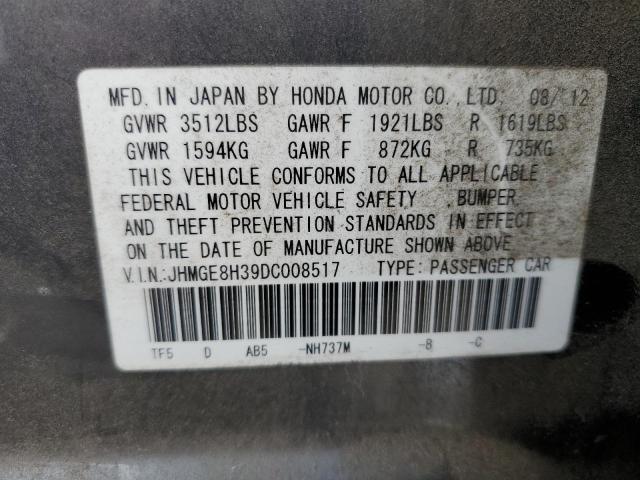 MFD. IN JAPAN BY HONDA MOTOR CO.,LTD. 08/12
GVWR 3512LBS GAWR F 1921LBS R 1619LBS
GVWR 1594KG GAWR F 872KG R 735KG
THIS VEHICLE CONFORMS TO ALL APPLICABLE
FEDERAL MOTOR VEHICLE SAFETY , BUMPER,
AND THEFT PREVENTION STANDARDS IN EFFECT
ON THE DATE OF MANUFACTURE SHOWN ABOVE.
V.I.N.:JHMGE8H39DC008517 TYPE: PASSENGER CAR
TF5 D AB5 -NH737M -B -C